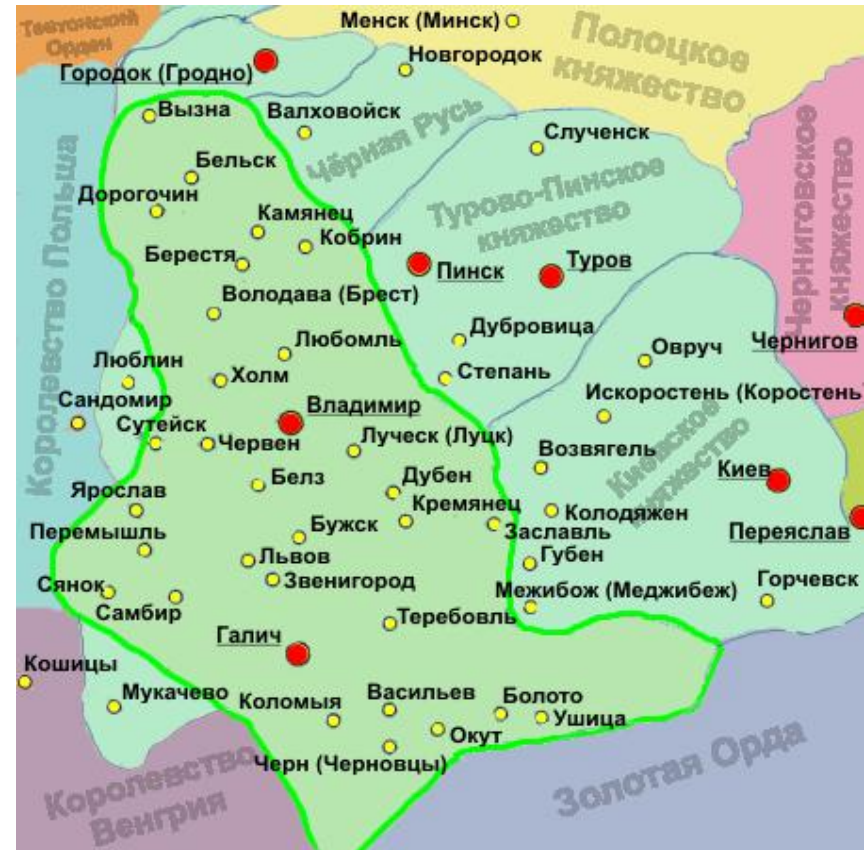 Тевтонский
Орден
Менск (Минск)
Полоцкое
княжество
Городок (Гродно)
Новгородок
Вызна
Валховойск
Чёрная Русь
Слученск
Черниговское
княжество
Бельск
Дорогочин
Турово-Пинское
княжество
Королевство Польша
Камянец
Кобрин
Берестя
Пинск
Туров
Володава (Брест)
Чернигов
Любомль
Дубровица
Овруч
Люблин
Холм
Степань
Искоростень (Коростень
Сандомир
Владимир
Сутейск
Червен
Луческ (Луцк)
Киевское
княжество
Возвягель
Киев
Белз
Дубен
Ярослав
Кремянец
Колодяжен
Переяслав
Перемышль
Бужск
Заславль
Львов
Губен
Звенигород
Сянок
Самбир
Межибож (Меджибеж)
Горчевск
Теребовль
Галич
Кошицы
Мукачево
Коломыя
Васильев
Болото
Ушица
Окут
Черн (Черновцы)
Королевство
Венгрия
Золотая Орда